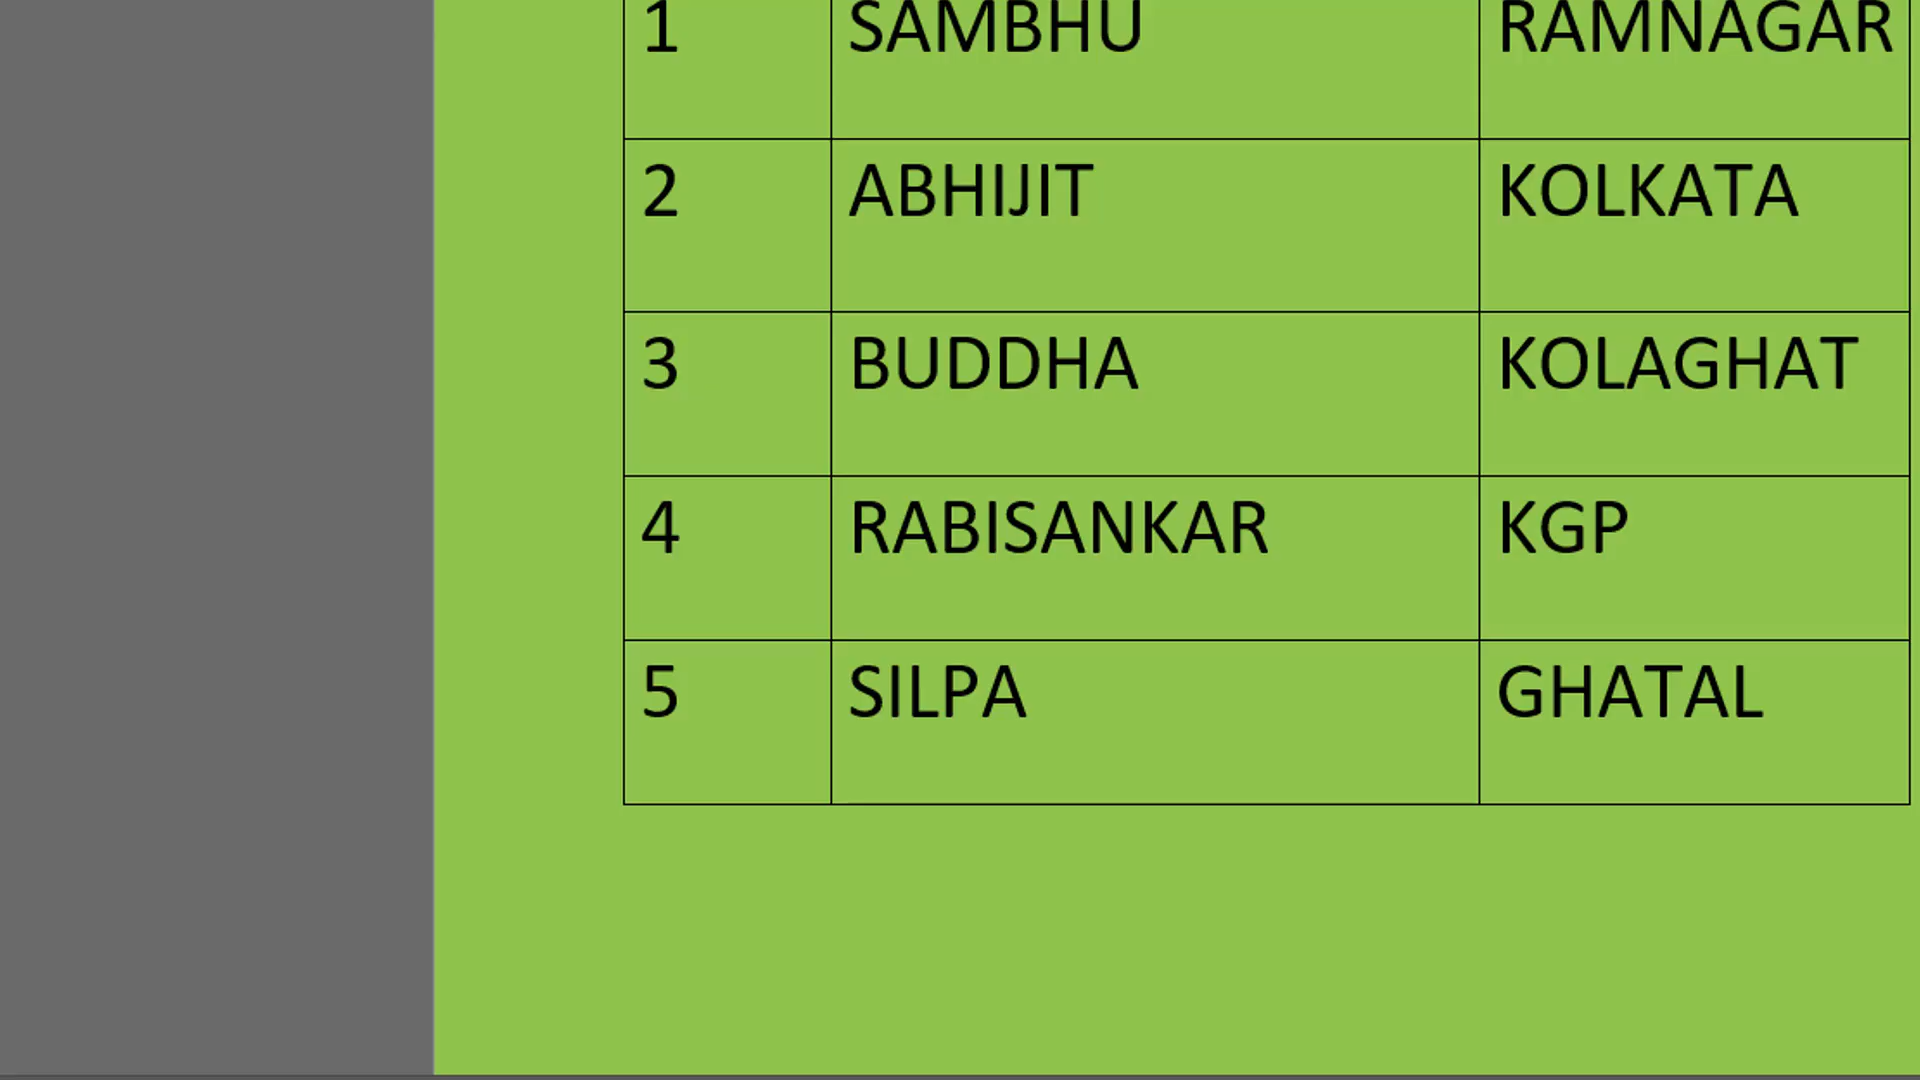 1 SAMBHU RAMNAGAR
2 ABHIJIT KOLKATA
3 BUDDHA KOLAGHAT
4 RABISANKAR KGP
5 SILPA GHATAL